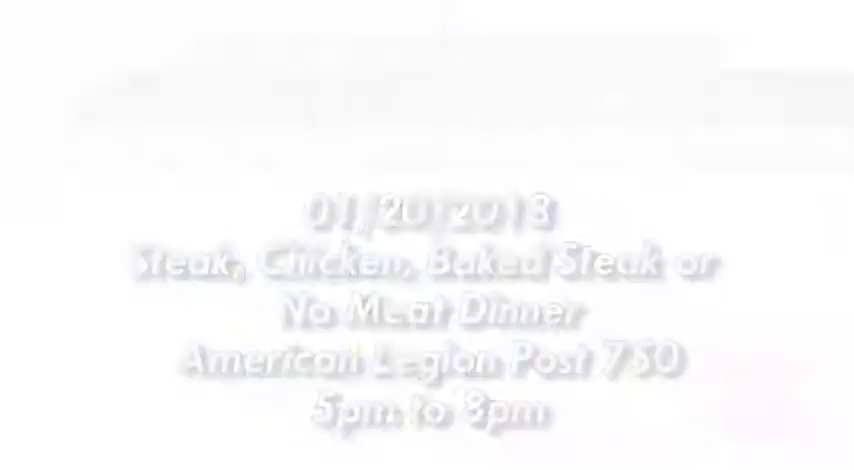 01/20/2018
Steak, Chicken, Baked Steak or
No Meat Dinner
American Legion Post 750
5pm to 8pm